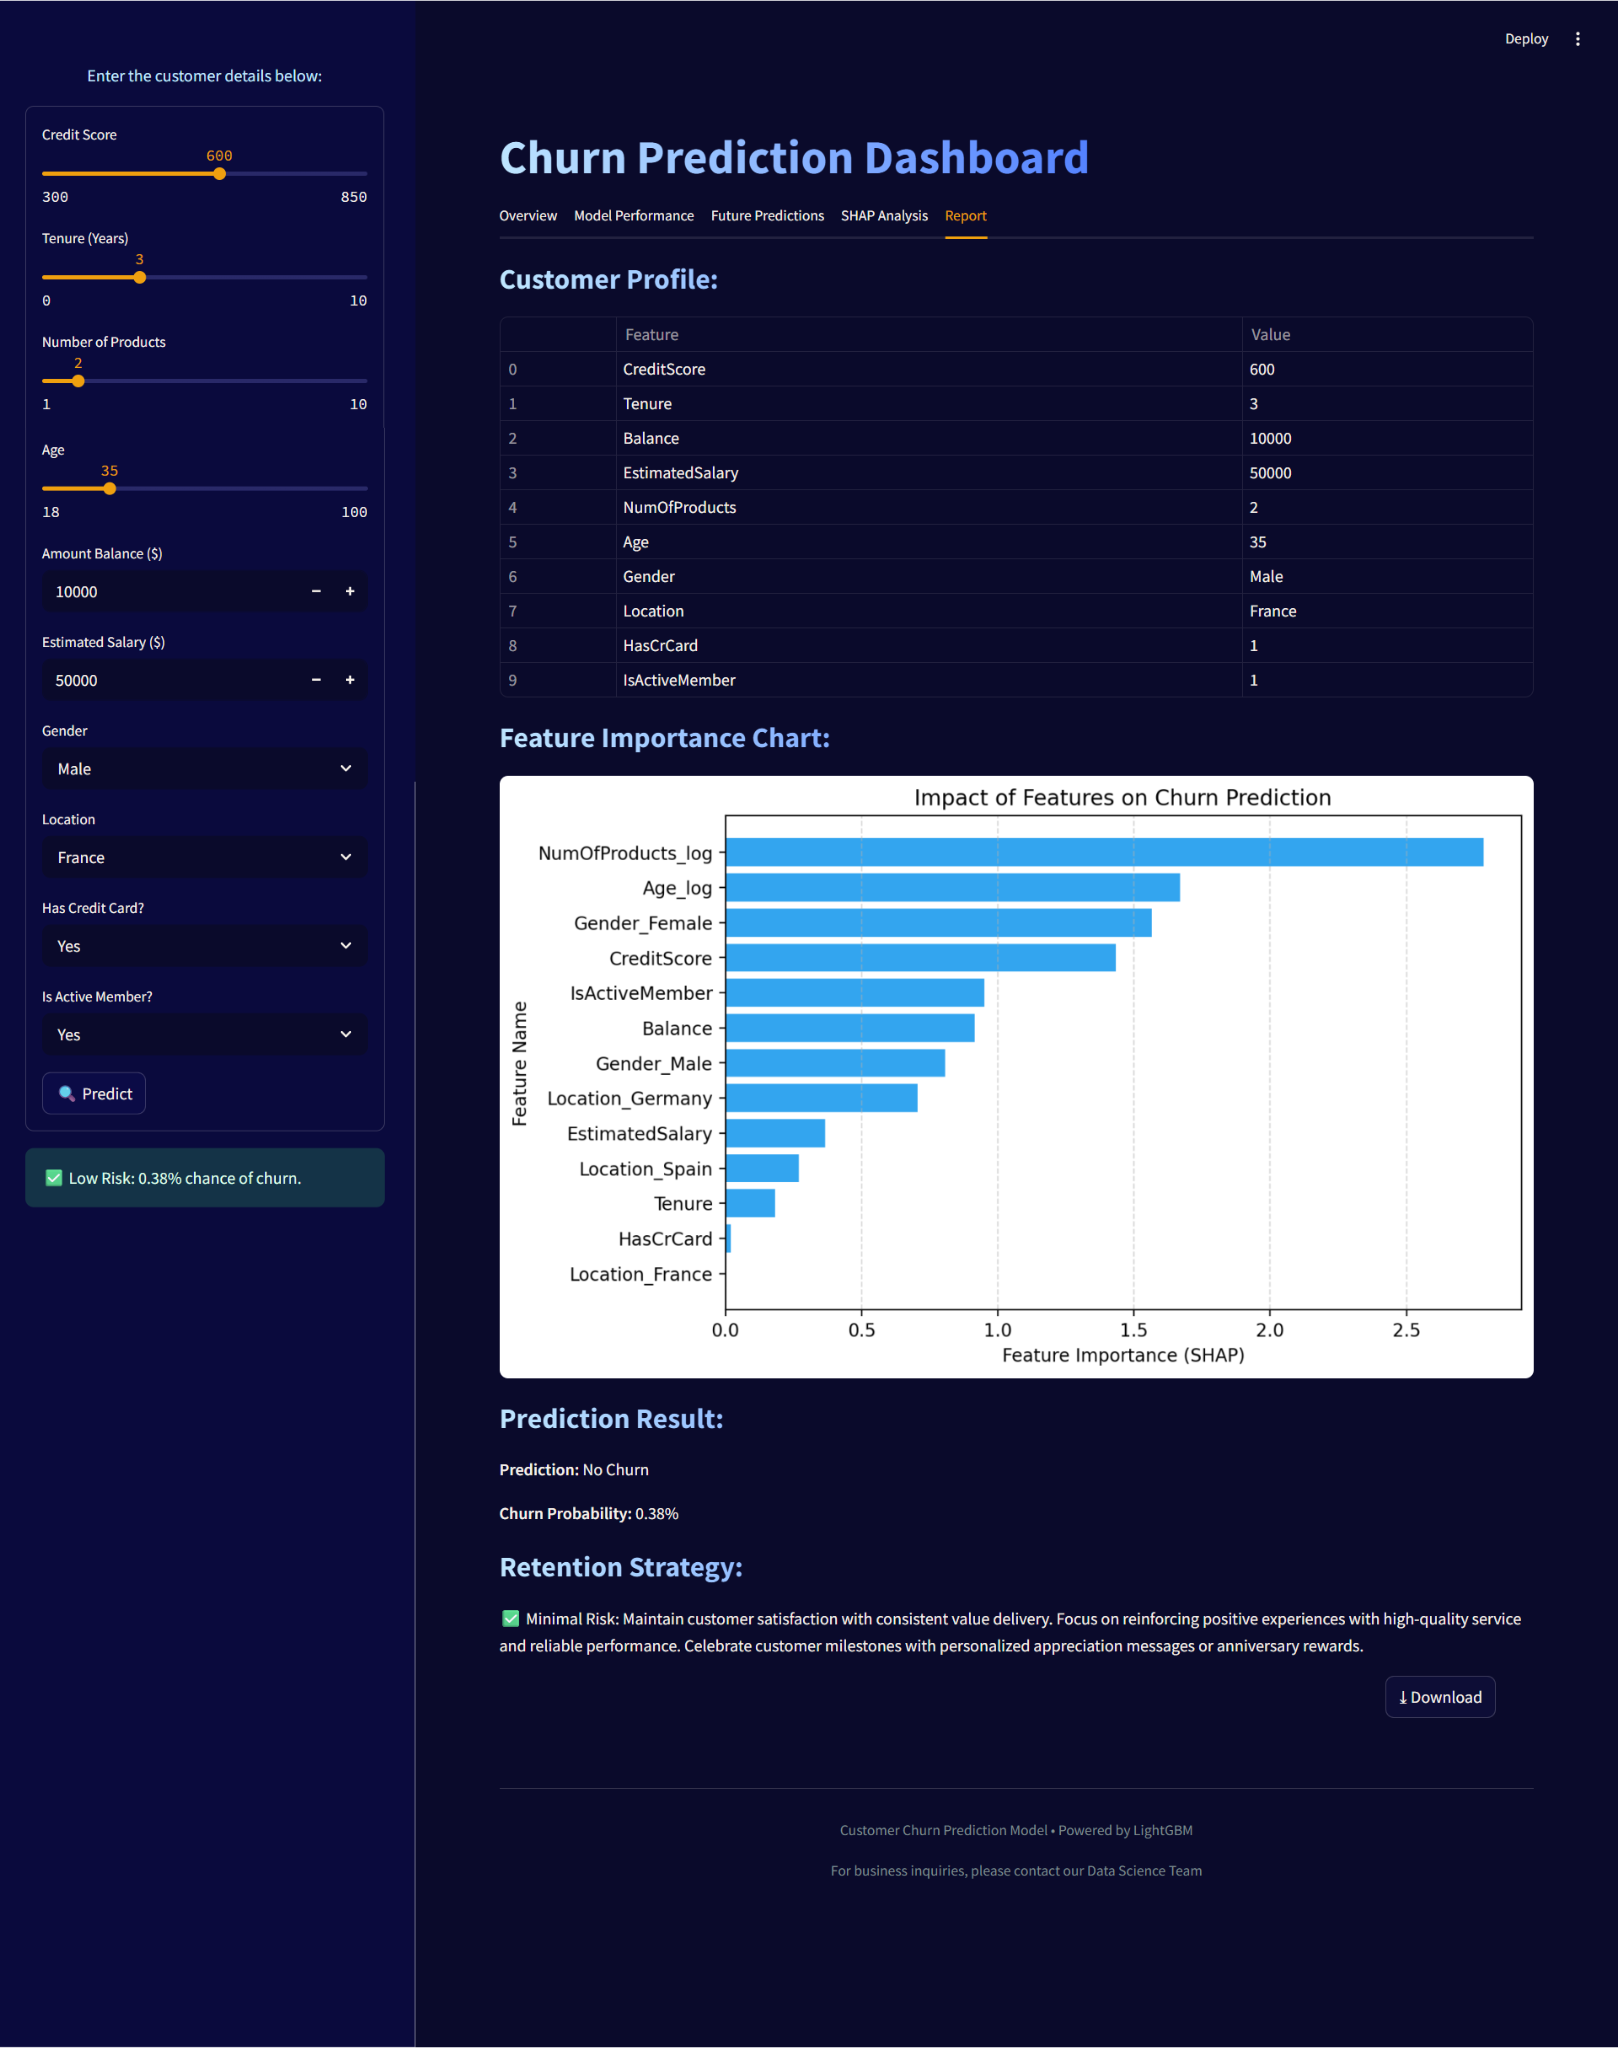 Deploy
Enter the customer details below:
Credit Score
600
300 850
Tenure (Years)
3
0 10
Number of Products
2
1 10
Age
35
18 100
Amount Balance ($)
10000 − +
Estimated Salary ($)
50000 − +
Gender
Male
Location
France
Has Credit Card?
Yes
Is Active Member?
Yes
Predict
Low Risk: 0.38% chance of churn.
Churn Prediction Dashboard
Overview Model Performance Future Predictions SHAP Analysis Report
Customer Profile:
Feature Value
0 CreditScore 600
1 Tenure 3
2 Balance 10000
3 EstimatedSalary 50000
4 NumOfProducts 2
5 Age 35
6 Gender Male
7 Location France
8 HasCrCard 1
9 IsActiveMember 1
Feature Importance Chart:
Impact of Features on Churn Prediction
Feature Name
NumOfProducts_log
Age_log
Gender_Female
CreditScore
IsActiveMember
Balance
Gender_Male
Location_Germany
EstimatedSalary
Location_Spain
Tenure
HasCrCard
Location_France
0.0 0.5 1.0 1.5 2.0 2.5
Feature Importance (SHAP)
Prediction Result:
Prediction: No Churn
Churn Probability: 0.38%
Retention Strategy:
Minimal Risk: Maintain customer satisfaction with consistent value delivery. Focus on reinforcing positive experiences with high-quality service
and reliable performance. Celebrate customer milestones with personalized appreciation messages or anniversary rewards.
Download
Customer Churn Prediction Model • Powered by LightGBM
For business inquiries, please contact our Data Science Team